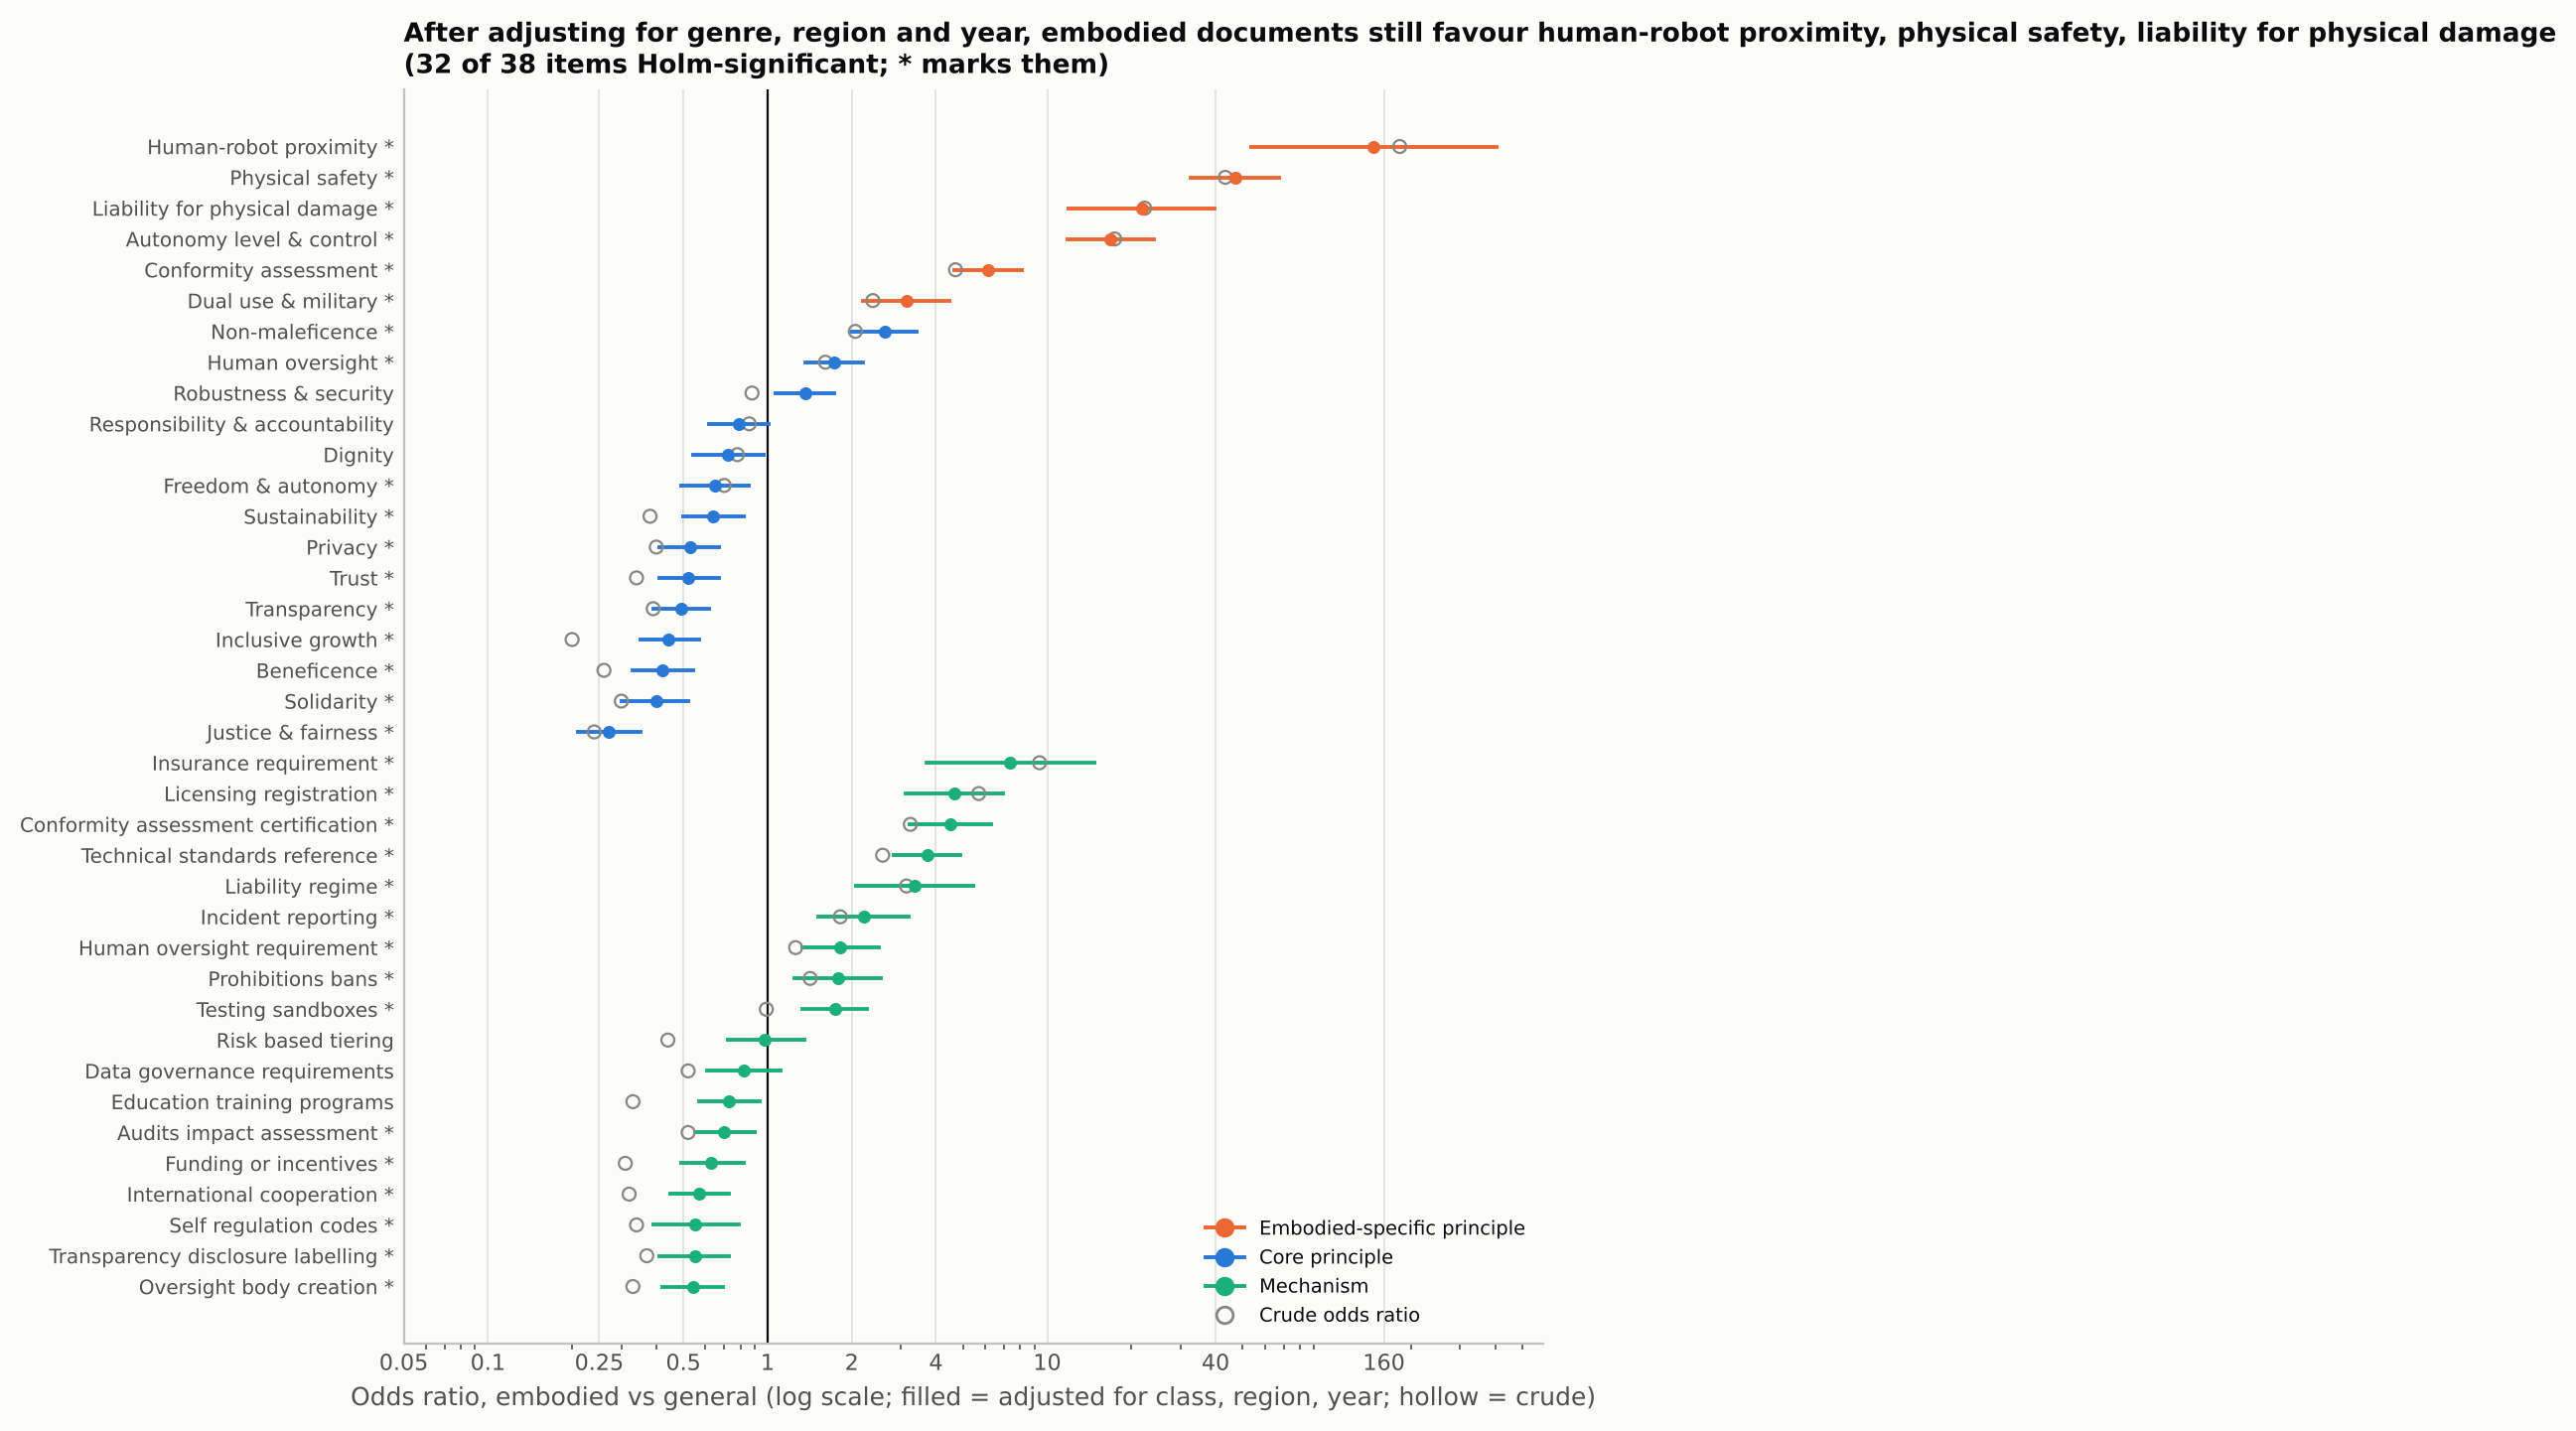 After adjusting for genre, region and year, embodied documents still favour human-robot proximity, physical safety, liability for physical damage
(32 of 38 items Holm-significant; * marks them)
Human-robot proximity *
Physical safety *
Liability for physical damage *
Autonomy level & control *
Conformity assessment *
Dual use & military *
Non-maleficence *
Human oversight *
Robustness & security
Responsibility & accountability
Dignity
Freedom & autonomy *
Sustainability *
Privacy *
Trust *
Transparency *
Inclusive growth *
Beneficence *
Solidarity *
Justice & fairness *
Insurance requirement *
Licensing registration *
Conformity assessment certification *
Technical standards reference *
Liability regime *
Incident reporting *
Human oversight requirement *
Prohibitions bans *
Testing sandboxes *
Risk based tiering
Data governance requirements
Education training programs
Audits impact assessment *
Funding or incentives *
International cooperation *
Self regulation codes *
Transparency disclosure labelling *
Oversight body creation *
Embodied-specific principle
Core principle
Mechanism
Crude odds ratio
0.05 0.1 0.25 0.5 1 2 4 10 40 160
Odds ratio, embodied vs general (log scale; filled = adjusted for class, region, year; hollow = crude)